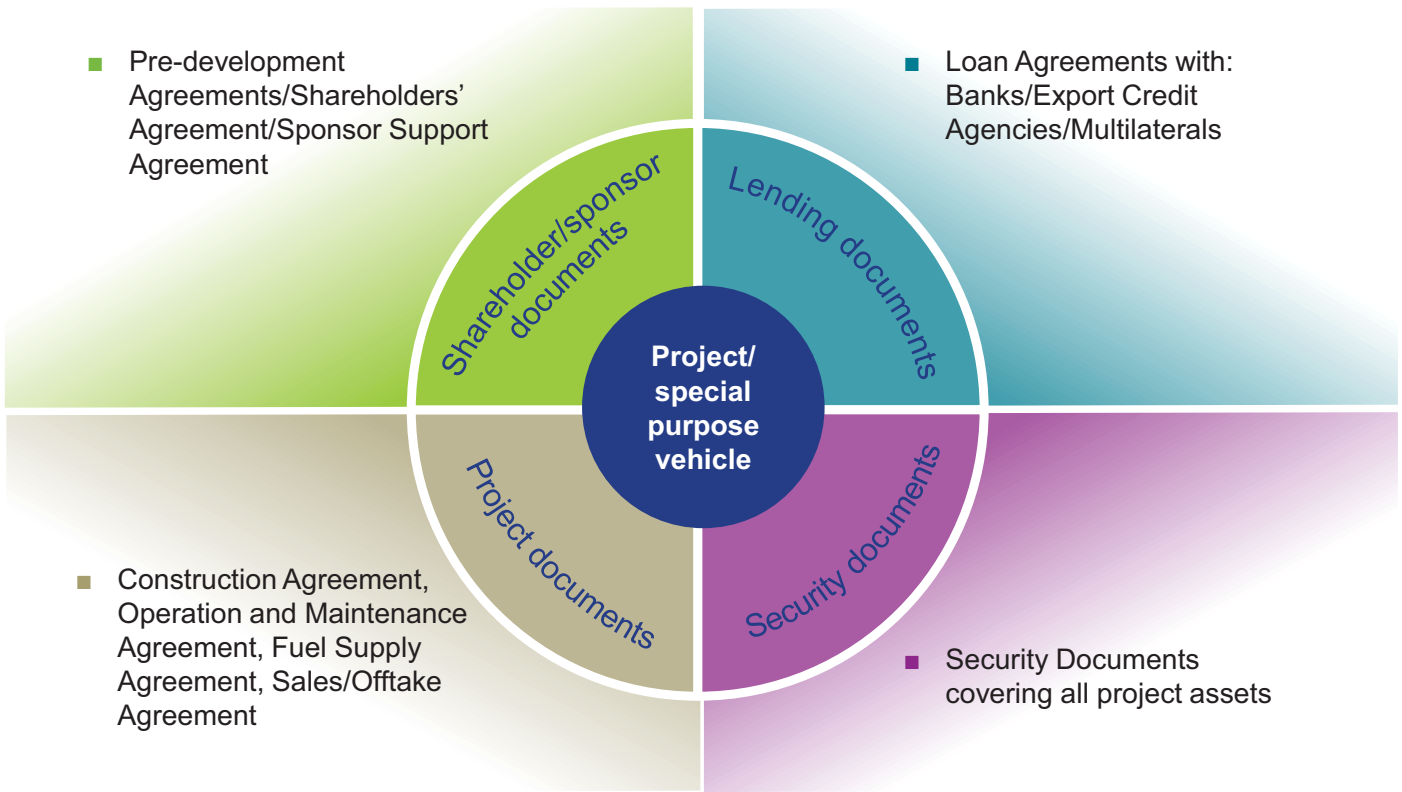 Pre-development
Agreements/Shareholders’
Agreement/Sponsor Support
Agreement
Loan Agreements with:
Banks/Export Credit
Agencies/Multilaterals
Shareholder/sponsor
documents
Lending documents
Project/
special
purpose
vehicle
Project documents
Security documents
Construction Agreement,
Operation and Maintenance
Agreement, Fuel Supply
Agreement, Sales/Offtake
Agreement
Security Documents
covering all project assets